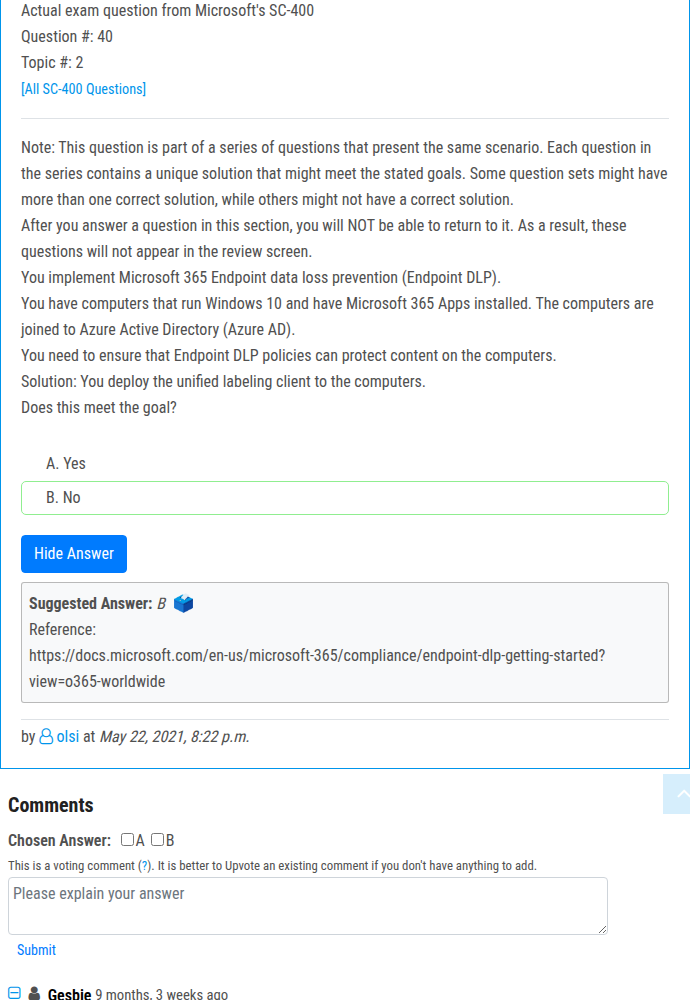 Actual exam question from Microsoft's SC-400
Question #: 40
Topic #: 2
[All SC-400 Questions]
Note: This question is part of a series of questions that present the same scenario. Each question in
the series contains a unique solution that might meet the stated goals. Some question sets might have
more than one correct solution, while others might not have a correct solution.
After you answer a question in this section, you will NOT be able to return to it. As a result, these
questions will not appear in the review screen.
You implement Microsoft 365 Endpoint data loss prevention (Endpoint DLP).
You have computers that run Windows 10 and have Microsoft 365 Apps installed. The computers are
joined to Azure Active Directory (Azure AD).
You need to ensure that Endpoint DLP policies can protect content on the computers.
Solution: You deploy the unified labeling client to the computers.
Does this meet the goal?
A. Yes
B. No
Hide Answer
Suggested Answer: B
Reference:
https://docs.microsoft.com/en-us/microsoft-365/compliance/endpoint-dlp-getting-started?
view=o365-worldwide
by olsi at May 22, 2021, 8:22 p.m.
Comments
Chosen Answer: A B
This is a voting comment (?). It is better to Upvote an existing comment if you don't have anything to add.
Please explain your answer
Submit
Gesbie 9 months, 3 weeks ago